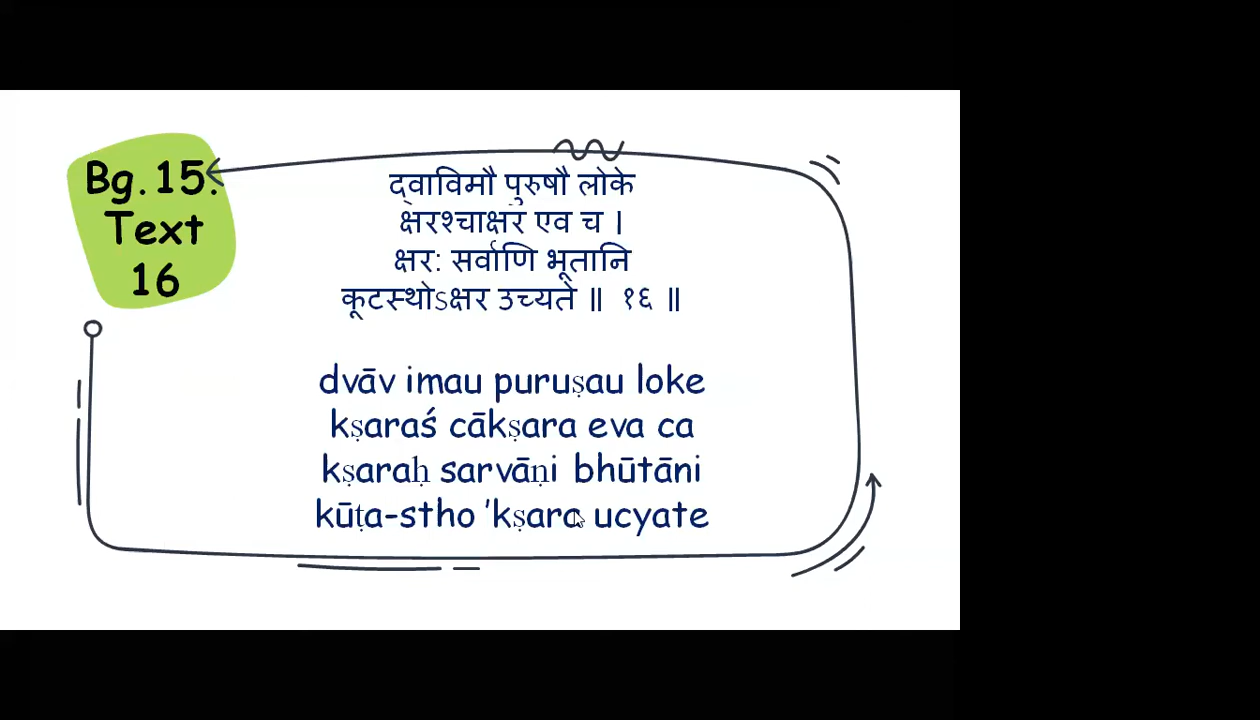 Bg. 15.
Text
16
द्वाविमौ पुरुषौ लोके
क्षरश्चाक्षर एव च ।
क्षर: सर्वाणि भूतानि
कूटस्थोऽक्षर उच्यते ॥ १६ ॥
dvāv imau puruṣau loke
kṣaraś cākṣara eva ca
kṣaraḥ sarvāṇi bhūtāni
kūṭa-stho ’kṣara ucyate